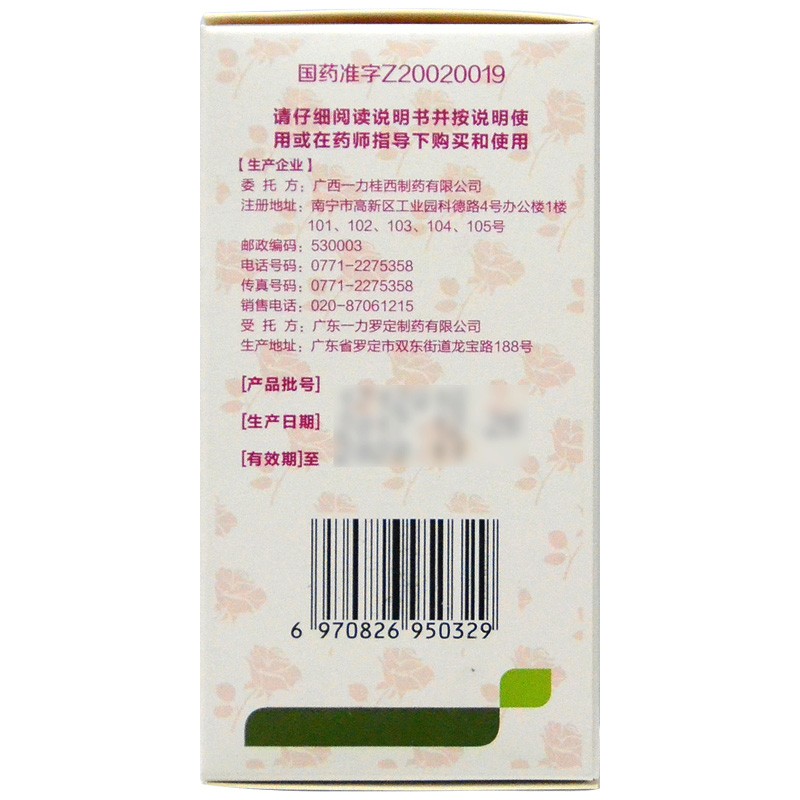 国药准字Z20020019
请仔细阅读说明书并按说明使
用或在药师指导下购买和使用
【生产企业】
委 托 方：广西一力桂西制药有限公司
注册地址：南宁市高新区工业园科德路4号办公楼1楼
101、102、103、104、105号
邮政编码：530003
电话号码：0771-2275358
传真号码：0771-2275358
销售电话：020-87061215
受 托 方：广东一力罗定制药有限公司
生产地址：广东省罗定市双东街道龙宝路188号
[产品批号]
[生产日期]
[有效期]至
6 970826 950329